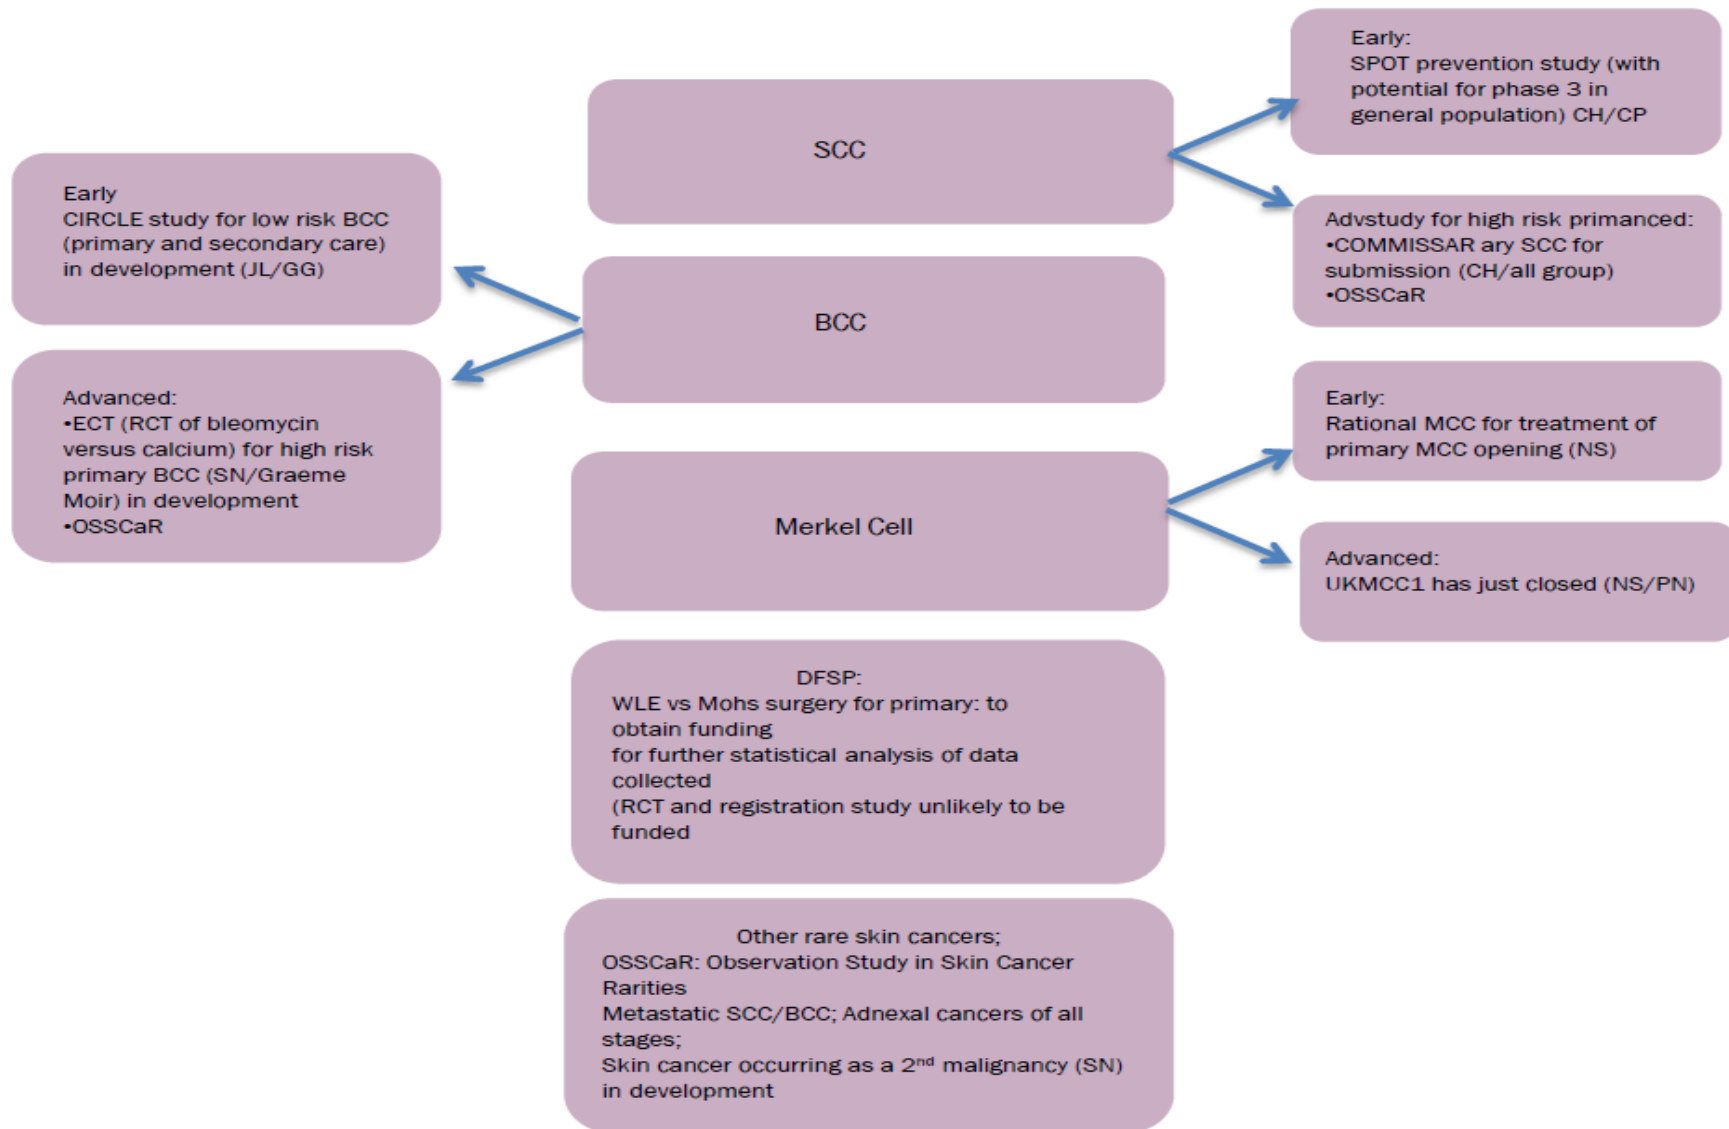 SCC
Early:
SPOT prevention study (with
potential for phase 3 in
general population) CH/CP
Advstudy for high risk primanced:
•COMMISSAR ary SCC for
submission (CH/all group)
•OSSCaR
BCC
Early
CIRCLE study for low risk BCC
(primary and secondary care)
in development (JL/GG)
Advanced:
•ECT (RCT of bleomycin
versus calcium) for high risk
primary BCC (SN/Graeme
Moir) in development
•OSSCaR
Merkel Cell
Early:
Rational MCC for treatment of
primary MCC opening (NS)
Advanced:
UKMCC1 has just closed (NS/PN)
DFSP:
WLE vs Mohs surgery for primary: to
obtain funding
for further statistical analysis of data
collected
(RCT and registration study unlikely to be
funded
Other rare skin cancers;
OSSCaR: Observation Study in Skin Cancer
Rarities
Metastatic SCC/BCC; Adnexal cancers of all
stages;
Skin cancer occurring as a 2nd malignancy (SN)
in development